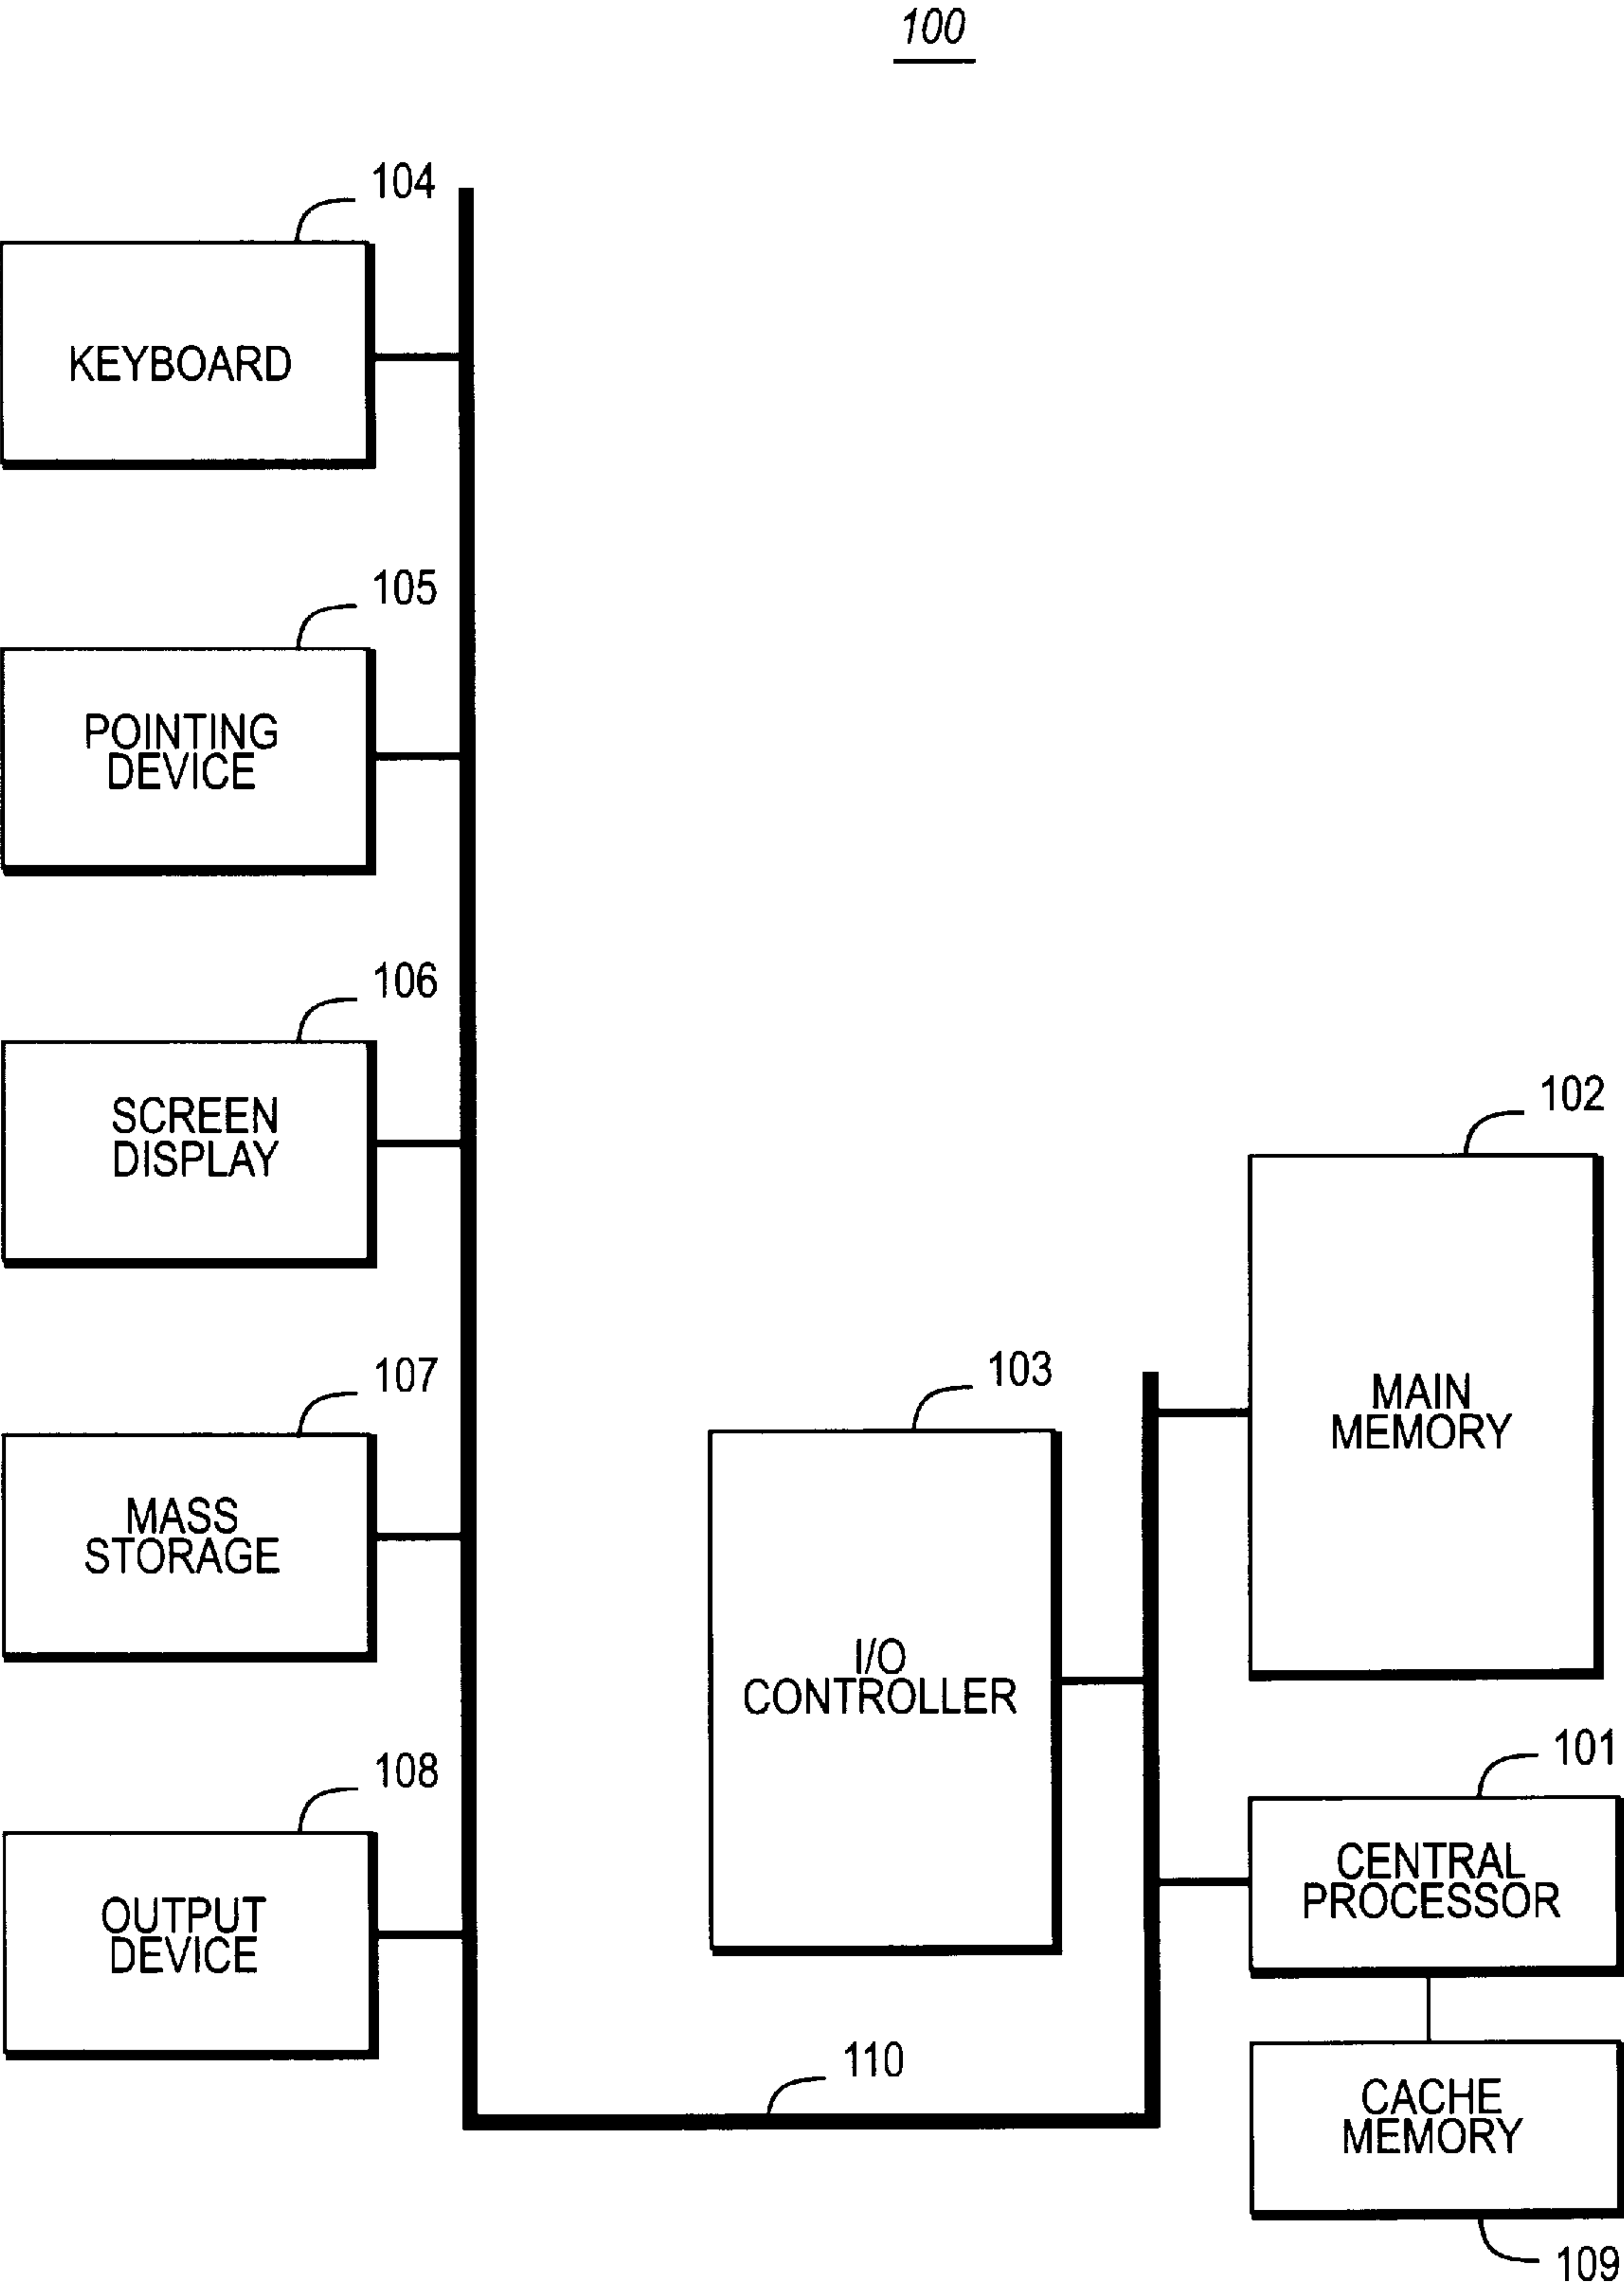 100
104
KEYBOARD
105
POINTING
DEVICE
106
SCREEN
DISPLAY
107
MASS
STORAGE
108
OUTPUT
DEVICE
103
I/O
CONTROLLER
102
MAIN
MEMORY
101
CENTRAL
PROCESSOR
110
CACHE
MEMORY
109